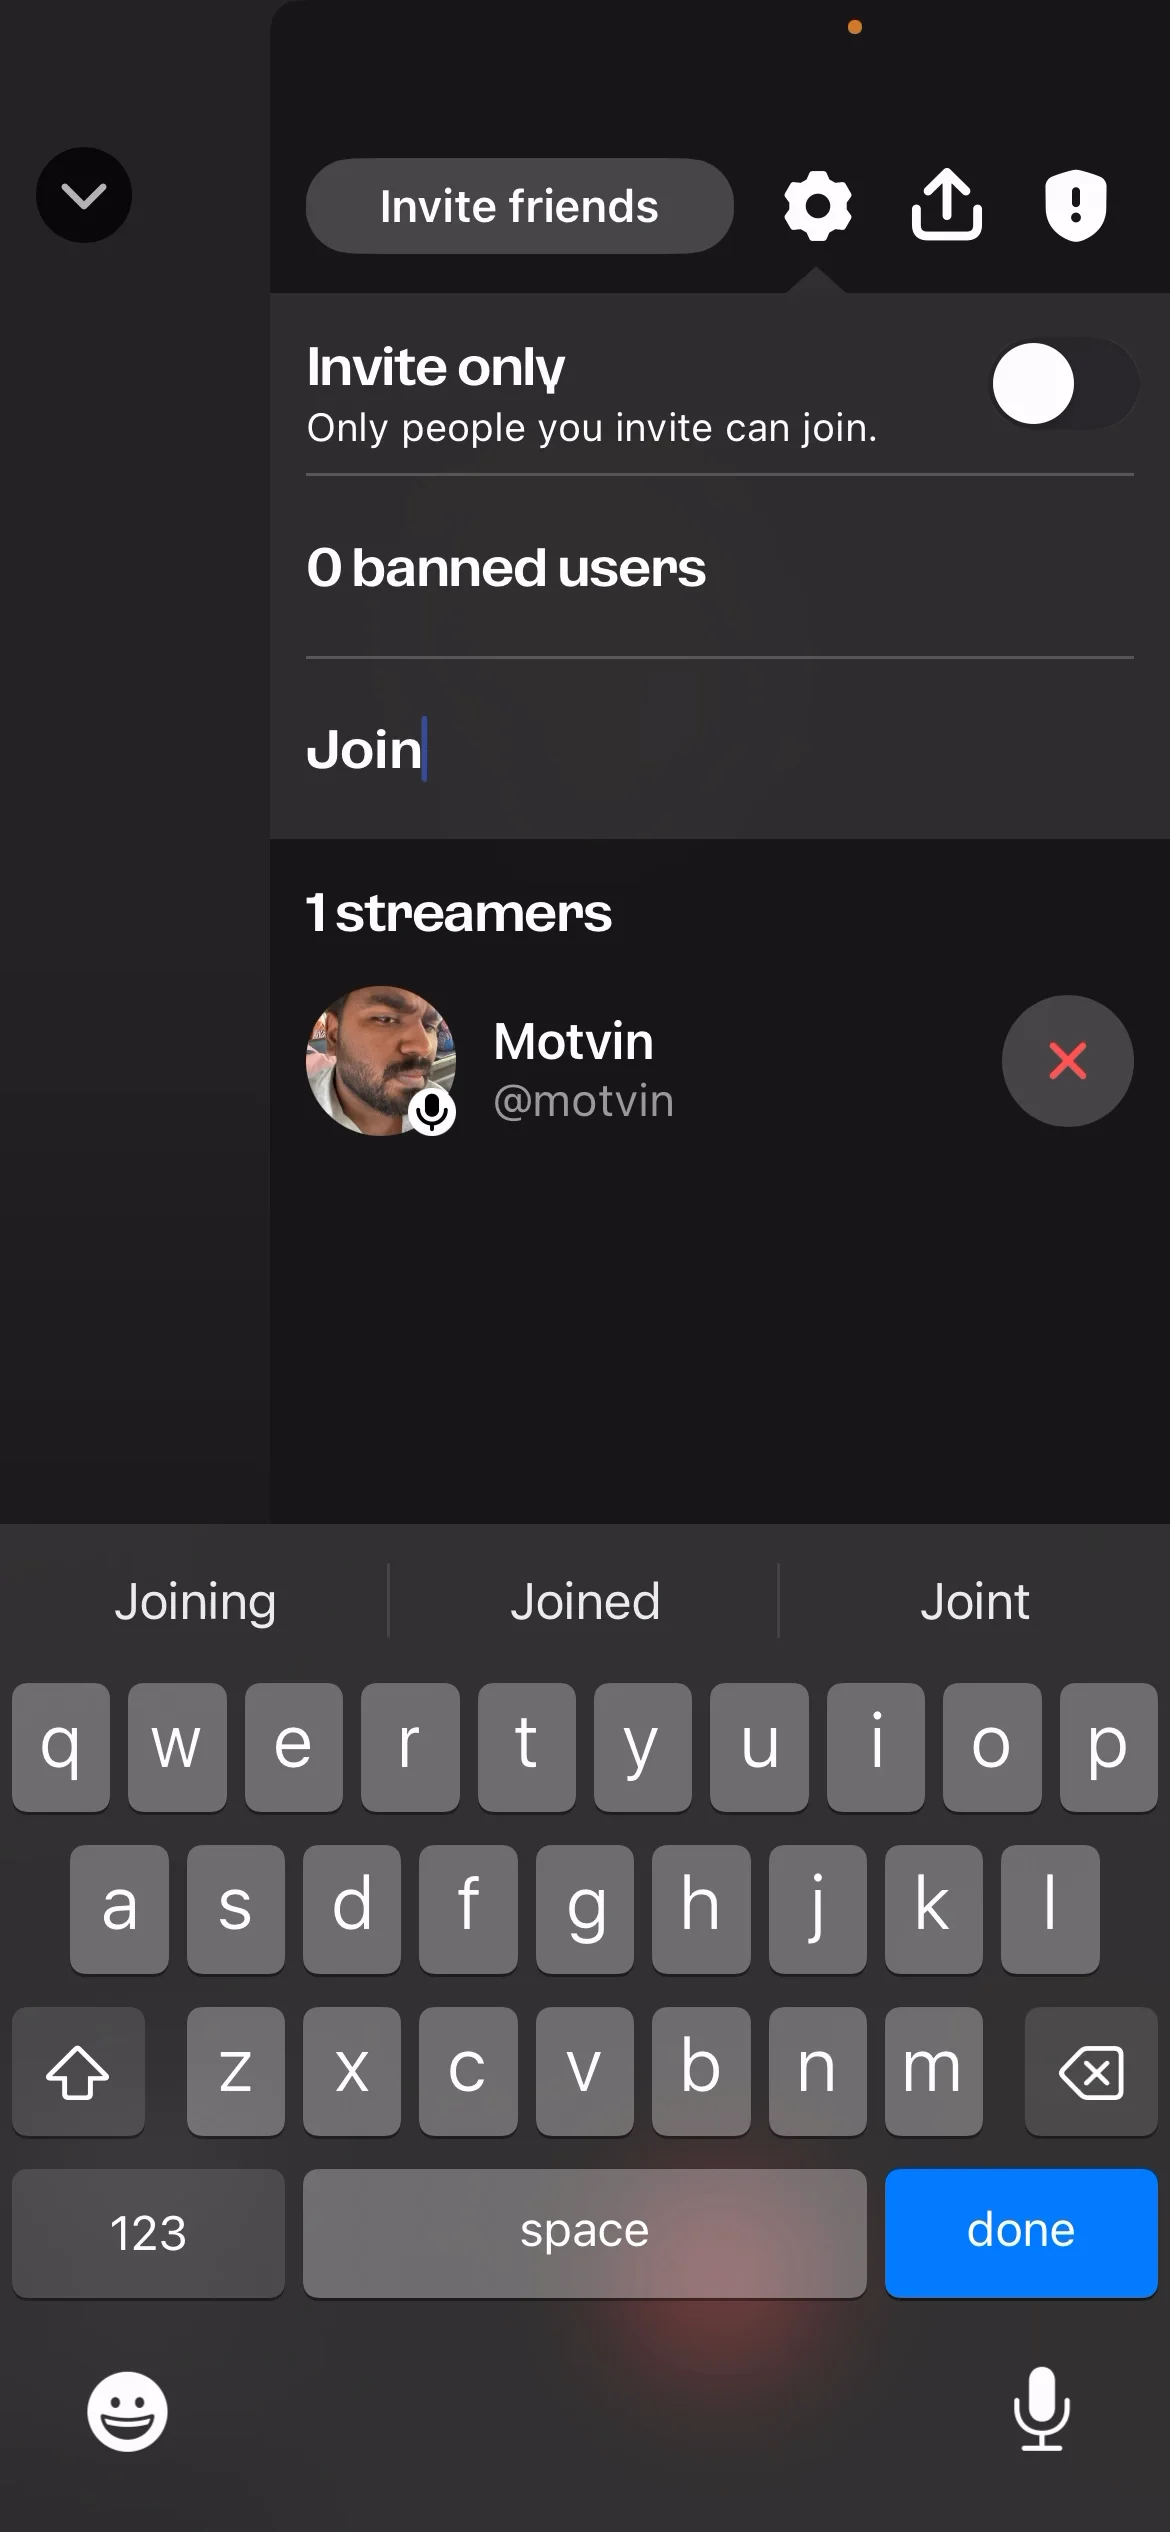 Invite friends
Invite only
Only people you invite can join.
0 banned users
Join
1 streamers
Motvin
@motvin
Joining Joined Joint
q w e r t y u i o p
a s d f g h j k l
z x c v b n m
123 space done